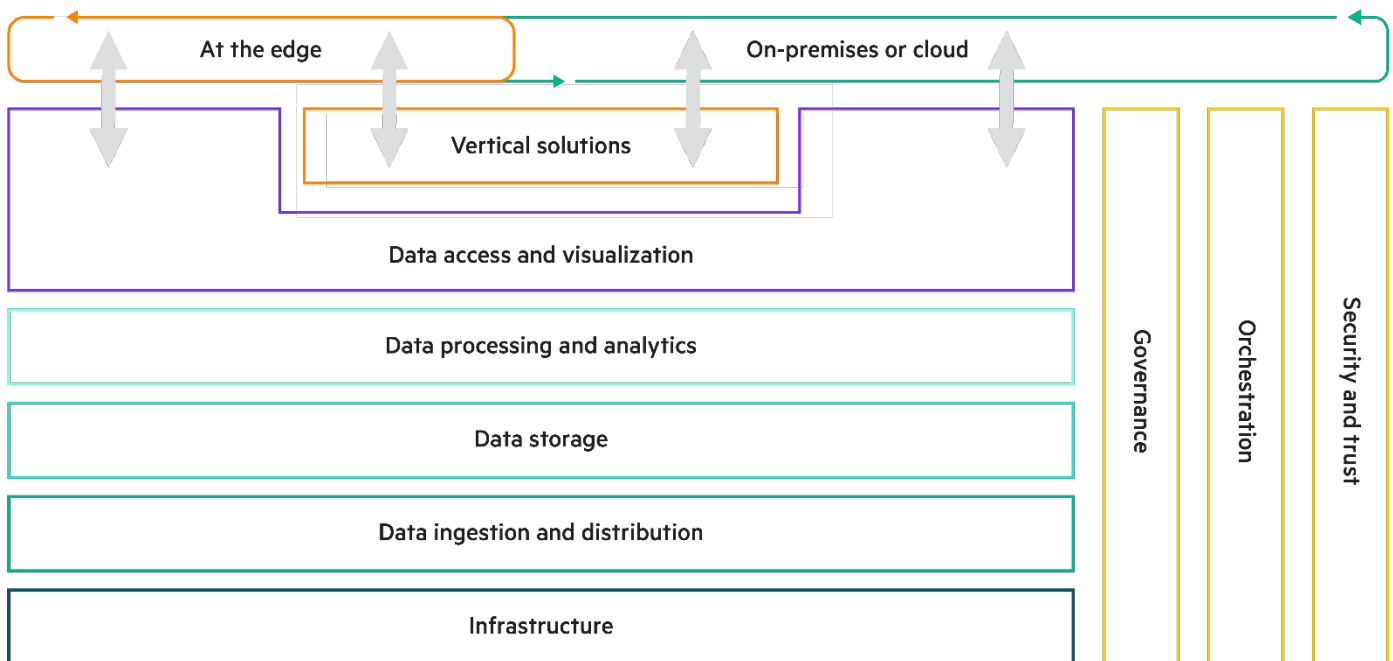 At the edge
On-premises or cloud
Vertical solutions
Data access and visualization
Data processing and analytics
Data storage
Data ingestion and distribution
Infrastructure
Governance
Orchestration
Security and trust